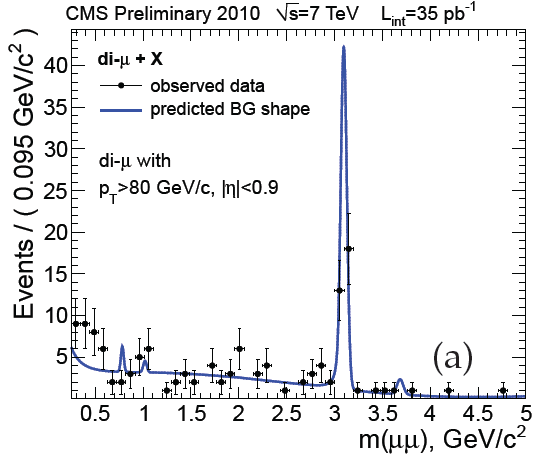 CMS Preliminary 2010 √s=7 TeV L_int=35 pb⁻¹
Events / ( 0.095 GeV/c² )
40
35
30
25
20
15
10
5
di-μ + X
observed data
predicted BG shape
di-μ with
p_T>80 GeV/c, |η|<0.9
(a)
0.5 1 1.5 2 2.5 3 3.5 4 4.5 5
m(μμ), GeV/c²